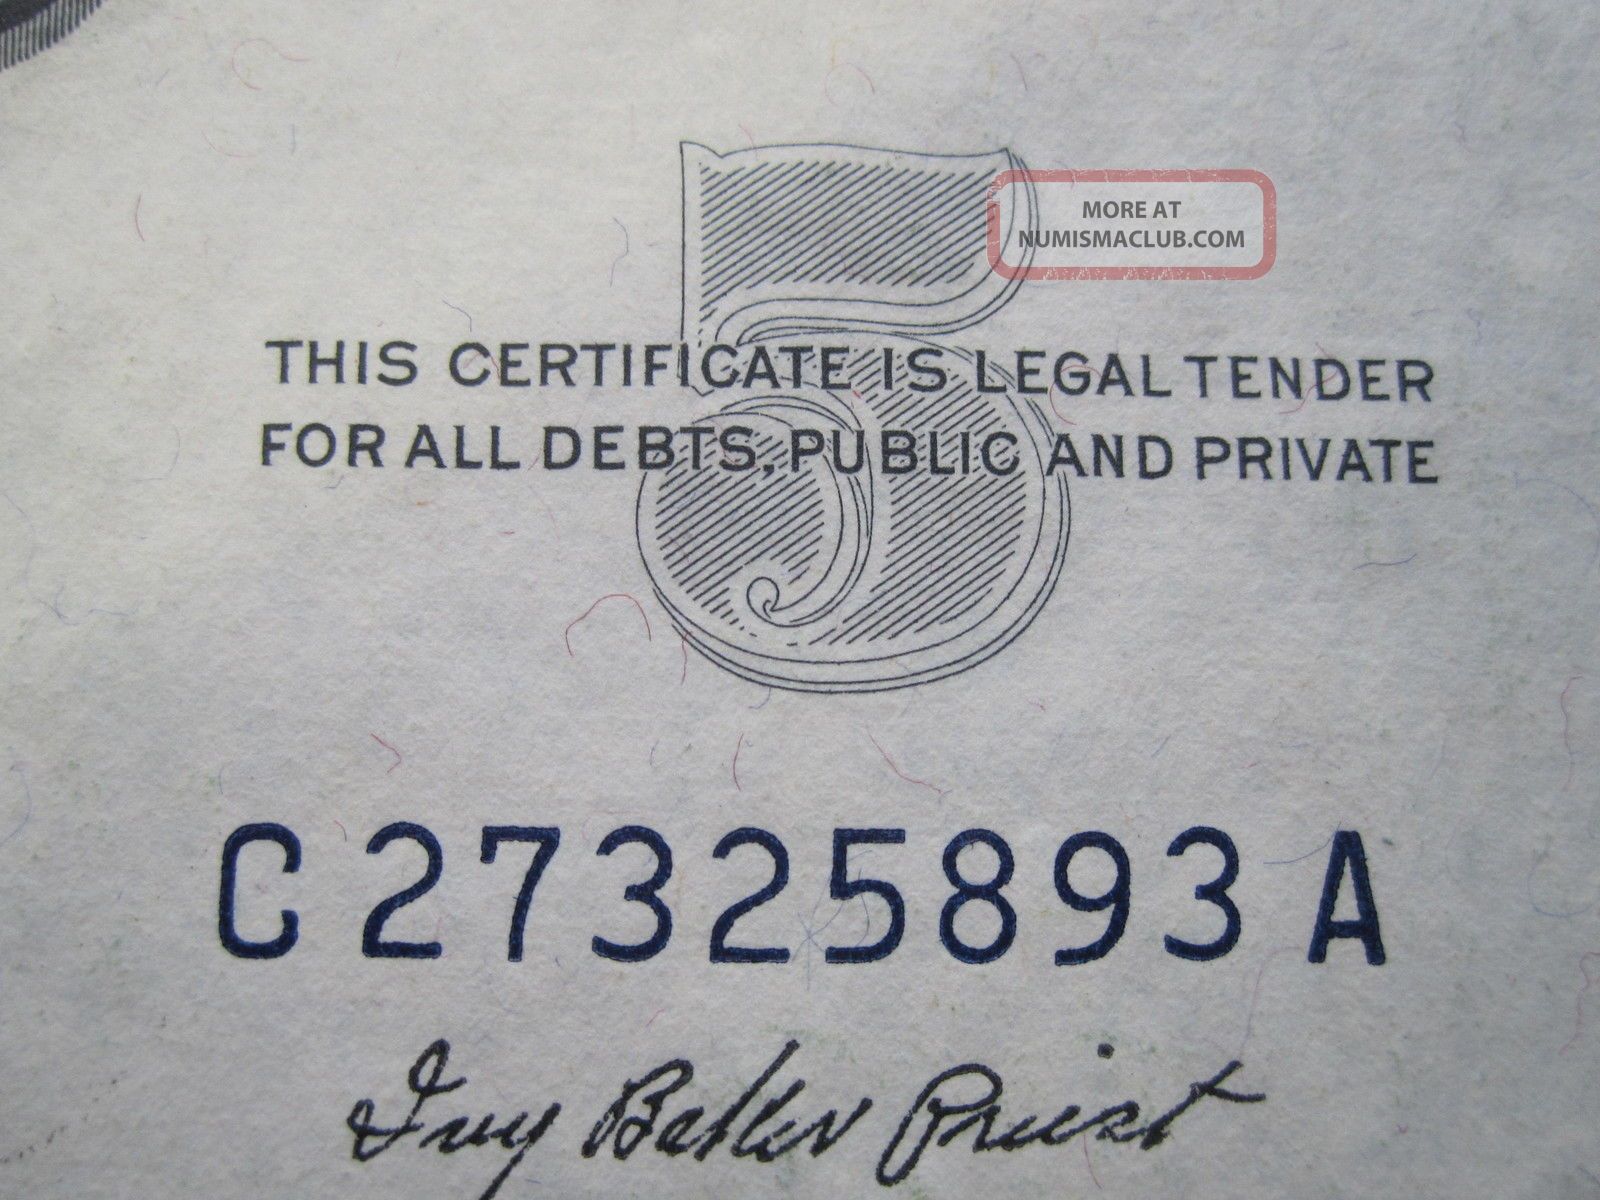 5
MORE AT
NUMISMACLUB.COM
THIS CERTIFICATE IS LEGAL TENDER
FOR ALL DEBTS, PUBLIC AND PRIVATE
C 27325893 A
Ivy Baker Priest